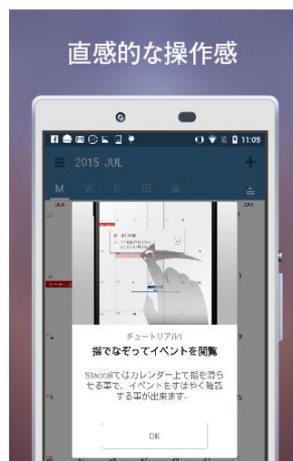 直感的な操作感
11:05
2015 JUL
M W D
SUN
SAT
チュートリアル1
指でなぞってイベントを閲覧
Staccalではカレンダー上で指を滑ら
せる事で、イベントをすばやく確認
する事が出来ます。
OK